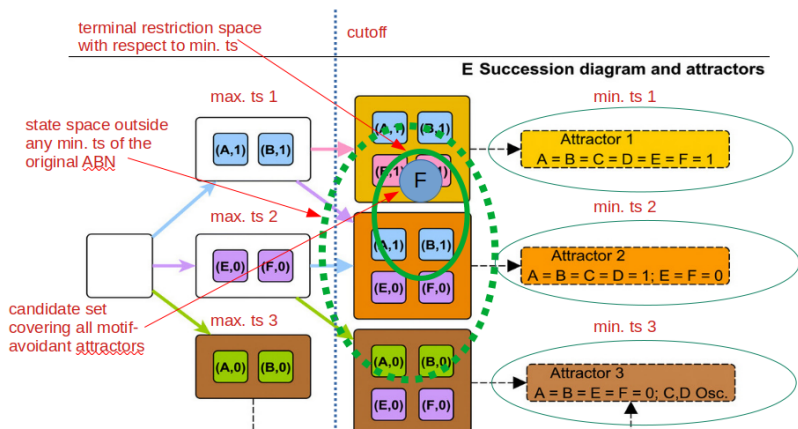 terminal restriction space
with respect to min. ts
cutoff
E Succession diagram and attractors
max. ts 1
min. ts 1
state space outside
any min. ts of the
original ABN
(A,1) (B,1)
(A,1) (B,1)
Attractor 1
A = B = C = D = E = F = 1
F
max. ts 2
min. ts 2
(E,0) (F,0)
(A,1) (B,1)
(E,0) (F,0)
Attractor 2
A = B = C = D = 1; E = F = 0
candidate set
covering all motif-
avoidant attractors
max. ts 3
min. ts 3
(A,0) (B,0)
(A,0) (B,0)
(E,0) (F,0)
Attractor 3
A = B = E = F = 0; C,D Osc.